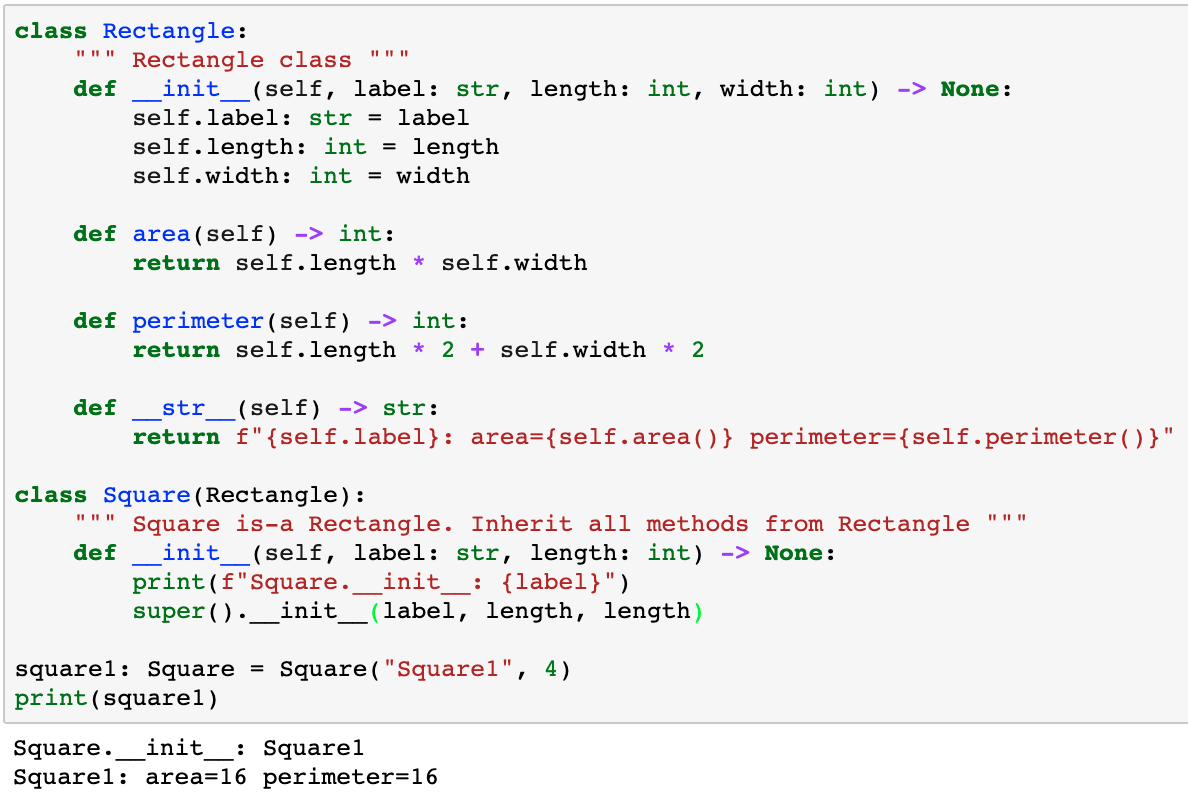 class Rectangle:
    """ Rectangle class """
    def __init__(self, label: str, length: int, width: int) -> None:
        self.label: str = label
        self.length: int = length
        self.width: int = width

    def area(self) -> int:
        return self.length * self.width

    def perimeter(self) -> int:
        return self.length * 2 + self.width * 2

    def __str__(self) -> str:
        return f"{self.label}: area={self.area()} perimeter={self.perimeter()}"

class Square(Rectangle):
    """ Square is-a Rectangle. Inherit all methods from Rectangle """
    def __init__(self, label: str, length: int) -> None:
        print(f"Square.__init__: {label}")
        super().__init__(label, length, length)

square1: Square = Square("Square1", 4)
print(square1)

Square.__init__: Square1
Square1: area=16 perimeter=16